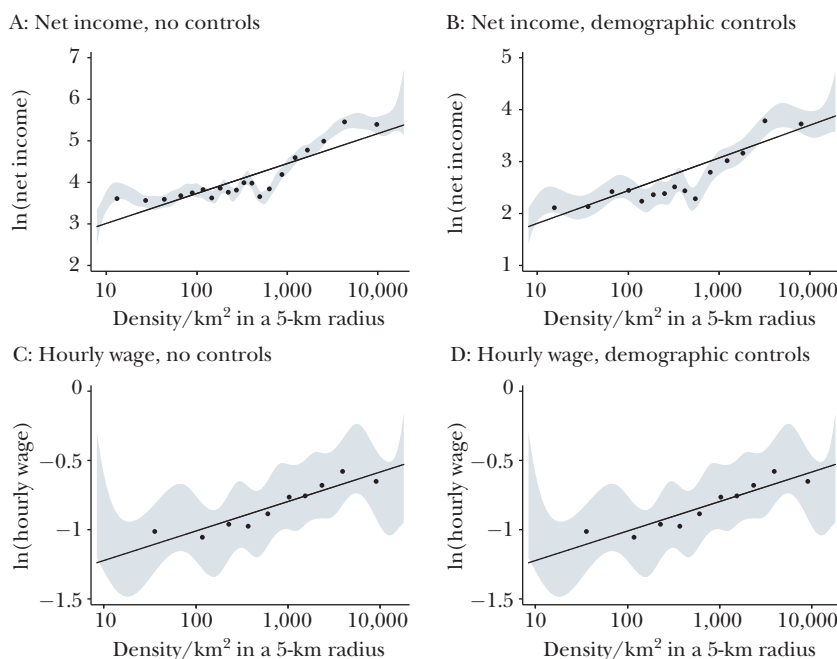 A: Net income, no controls
7
6
5
4
3
2
ln(net income)
10 100 1,000 10,000
Density/km² in a 5-km radius
B: Net income, demographic controls
5
4
3
2
1
ln(net income)
10 100 1,000 10,000
Density/km² in a 5-km radius
C: Hourly wage, no controls
0
−0.5
−1
−1.5
ln(hourly wage)
10 100 1,000 10,000
Density/km² in a 5-km radius
D: Hourly wage, demographic controls
0
−0.5
−1
−1.5
ln(hourly wage)
10 100 1,000 10,000
Density/km² in a 5-km radius